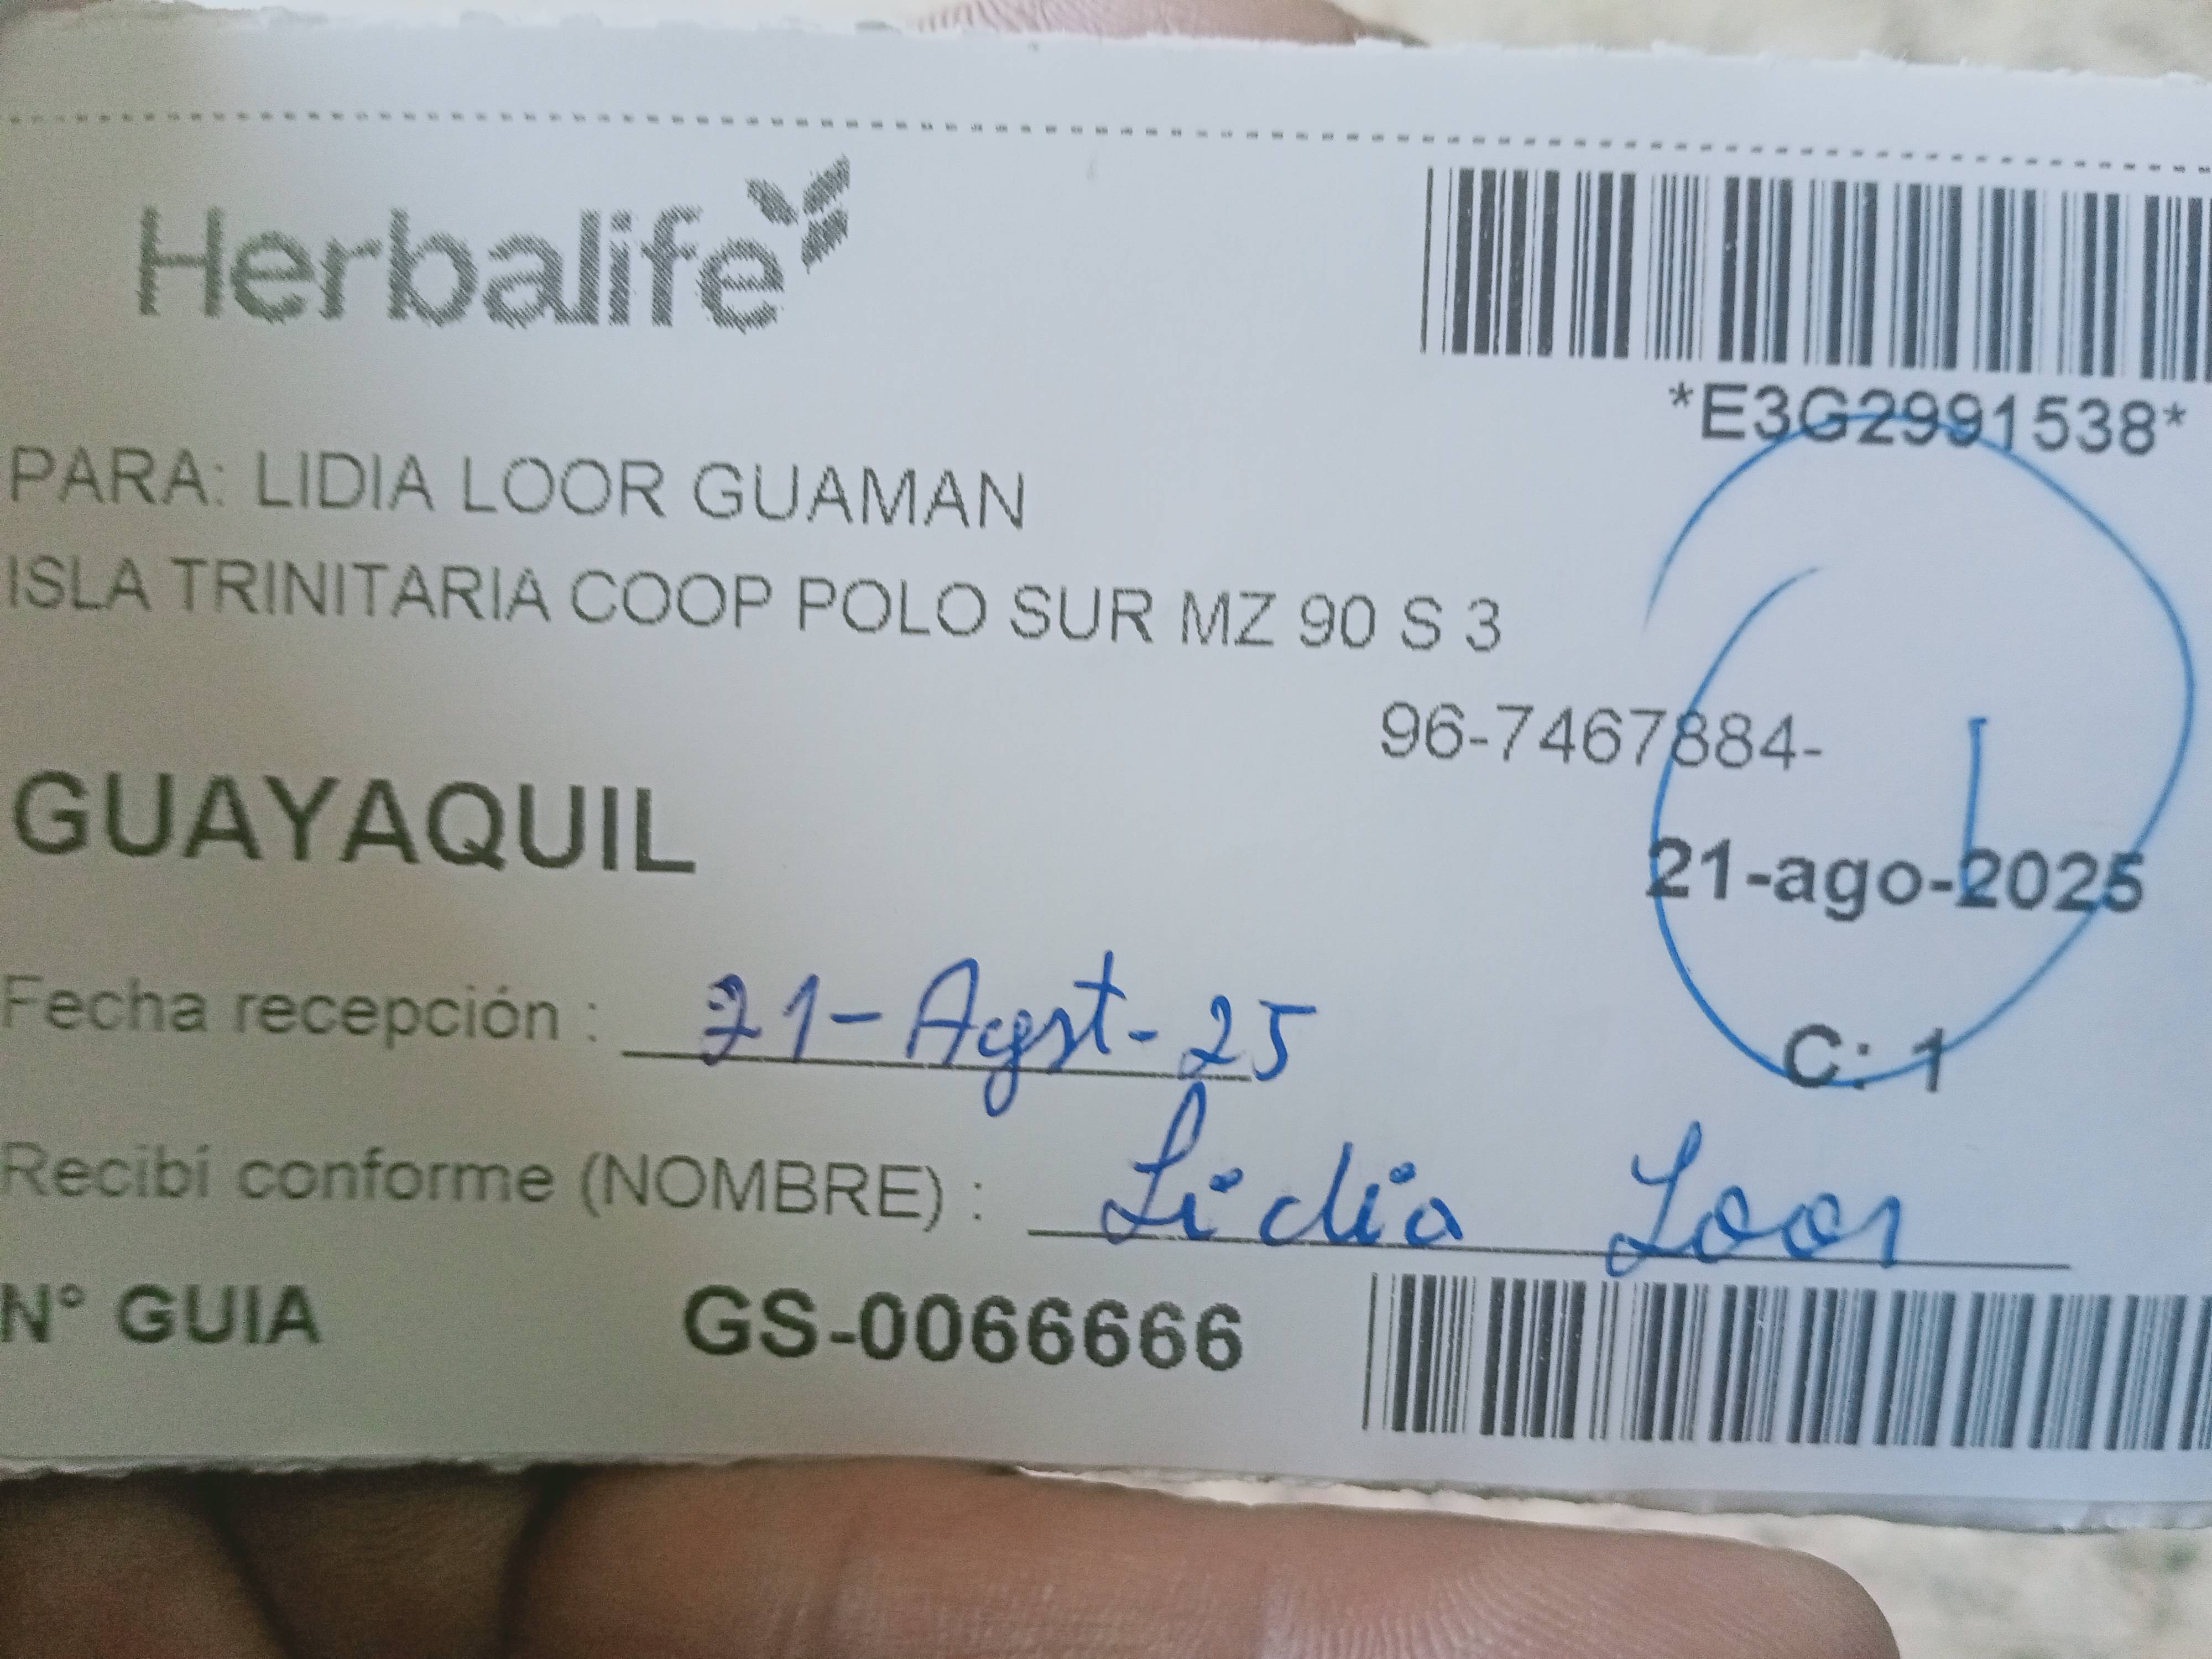 Herbalife
*E3G2991538*
PARA: LIDIA LOOR GUAMAN
ISLA TRINITARIA COOP POLO SUR MZ 90 S 3
96-7467884-
GUAYAQUIL
21-ago-2025
Fecha recepción : 21-Agst-25
C: 1
Recibí conforme (NOMBRE) : Lidia Loor
N° GUIA GS-0066666